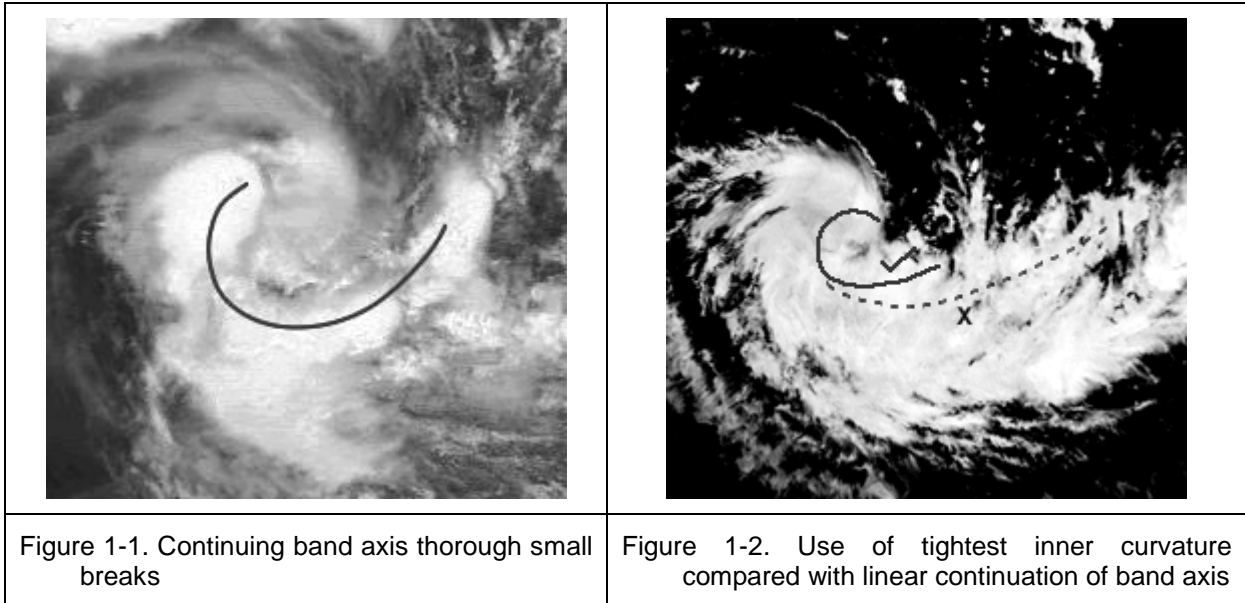 x
Figure 1-1. Continuing band axis thorough small
breaks
Figure 1-2. Use of tightest inner curvature
compared with linear continuation of band axis